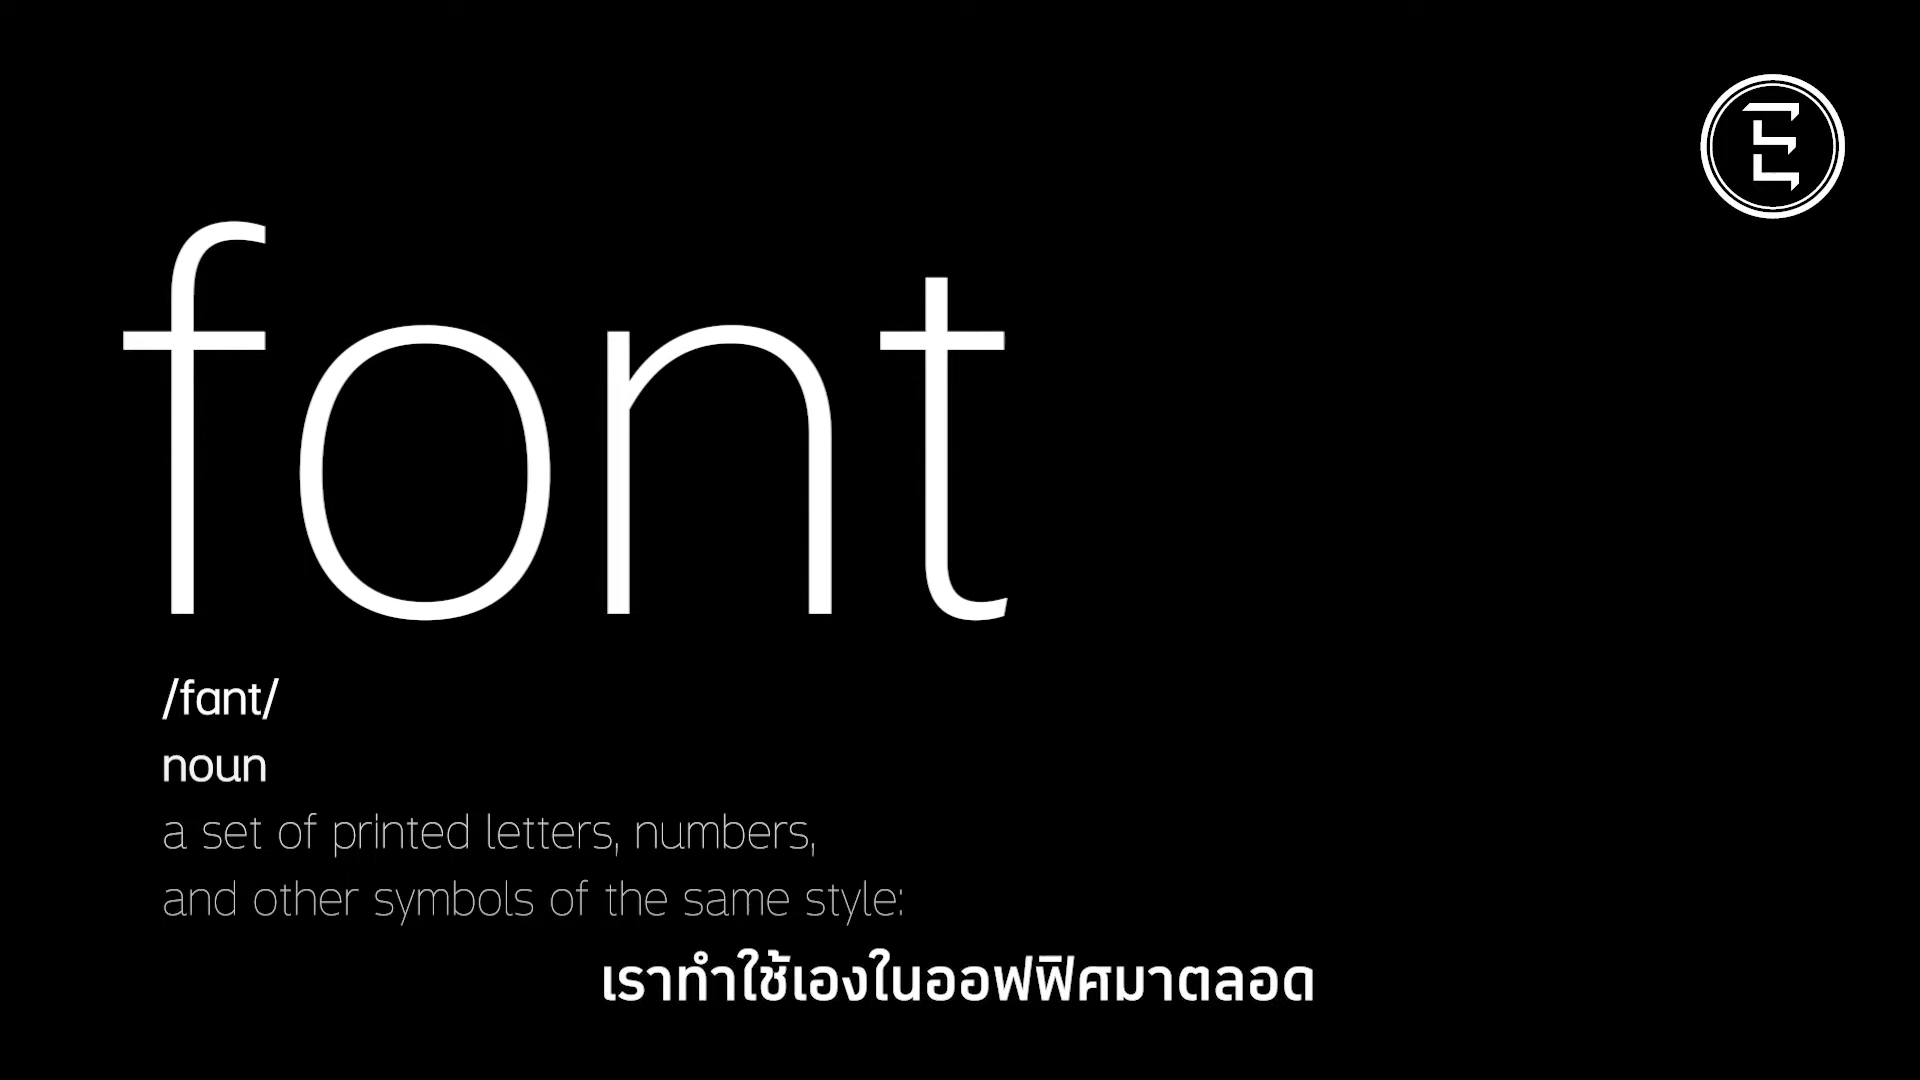 font
/fɑnt/
noun
a set of printed letters, numbers,
and other symbols of the same style:
เราทำใช้เองในออฟฟิศมาตลอด